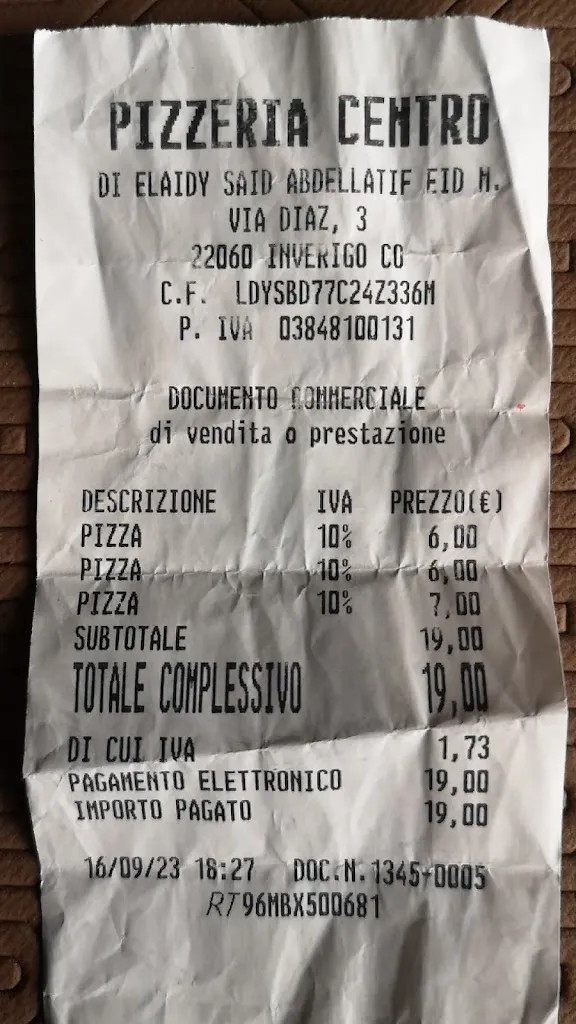 PIZZERIA CENTRO
DI ELAIDY SAID ABDELLATIF EID M.
VIA DIAZ, 3
22060 INVERIGO CO
C.F. LDYSBD77C24Z336M
P. IVA 03848100131
DOCUMENTO COMMERCIALE
di vendita o prestazione
DESCRIZIONE IVA PREZZO(€)
PIZZA 10% 6,00
PIZZA 10% 6,00
PIZZA 10% 7,00
SUBTOTALE 19,00
TOTALE COMPLESSIVO 19,00
DI CUI IVA 1,73
PAGAMENTO ELETTRONICO 19,00
IMPORTO PAGATO 19,00
16/09/23 18:27 DOC.N.1345-0005
RT96MBX500681